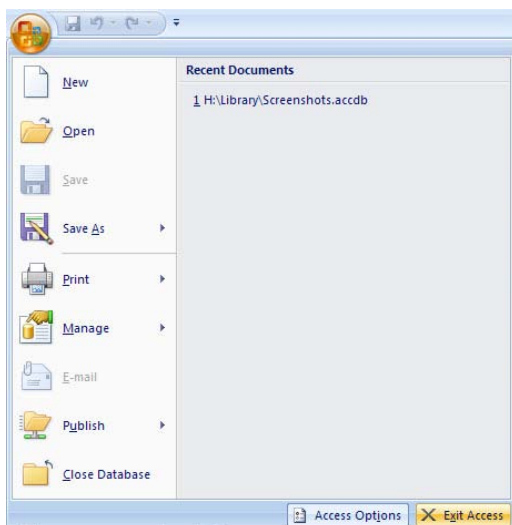 New
Open
Save
Save As
Print
Manage
E-mail
Publish
Close Database
Recent Documents
1 H:\Library\Screenshots.accdb
Access Options
Exit Access